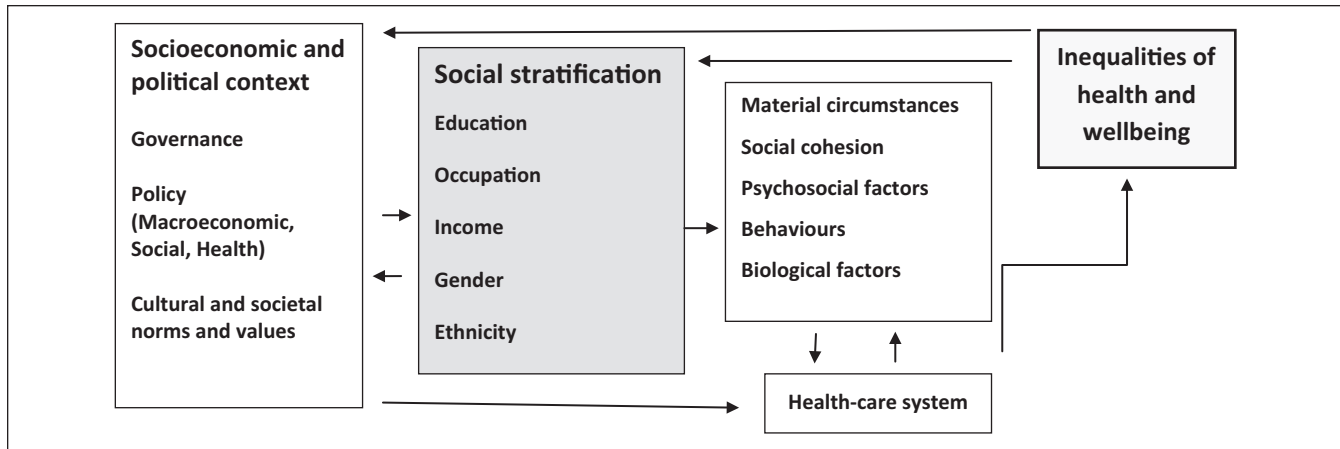 Socioeconomic and
political context
Governance
Policy
(Macroeconomic,
Social, Health)
Cultural and societal
norms and values
Social stratification
Education
Occupation
Income
Gender
Ethnicity
Material circumstances
Social cohesion
Psychosocial factors
Behaviours
Biological factors
Health-care system
Inequalities of
health and
wellbeing